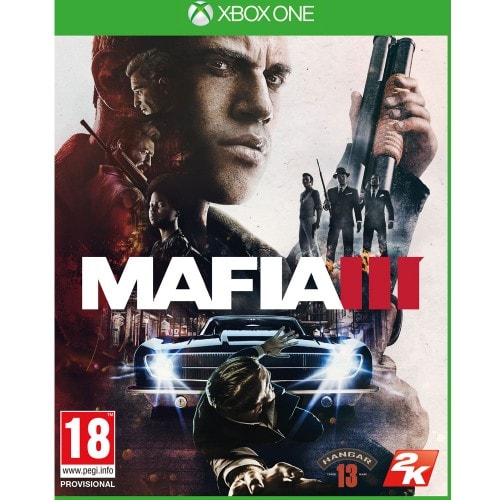 XBOX ONE
MAFIA III
18
www.pegi.info
PROVISIONAL
HANGAR
13
2K